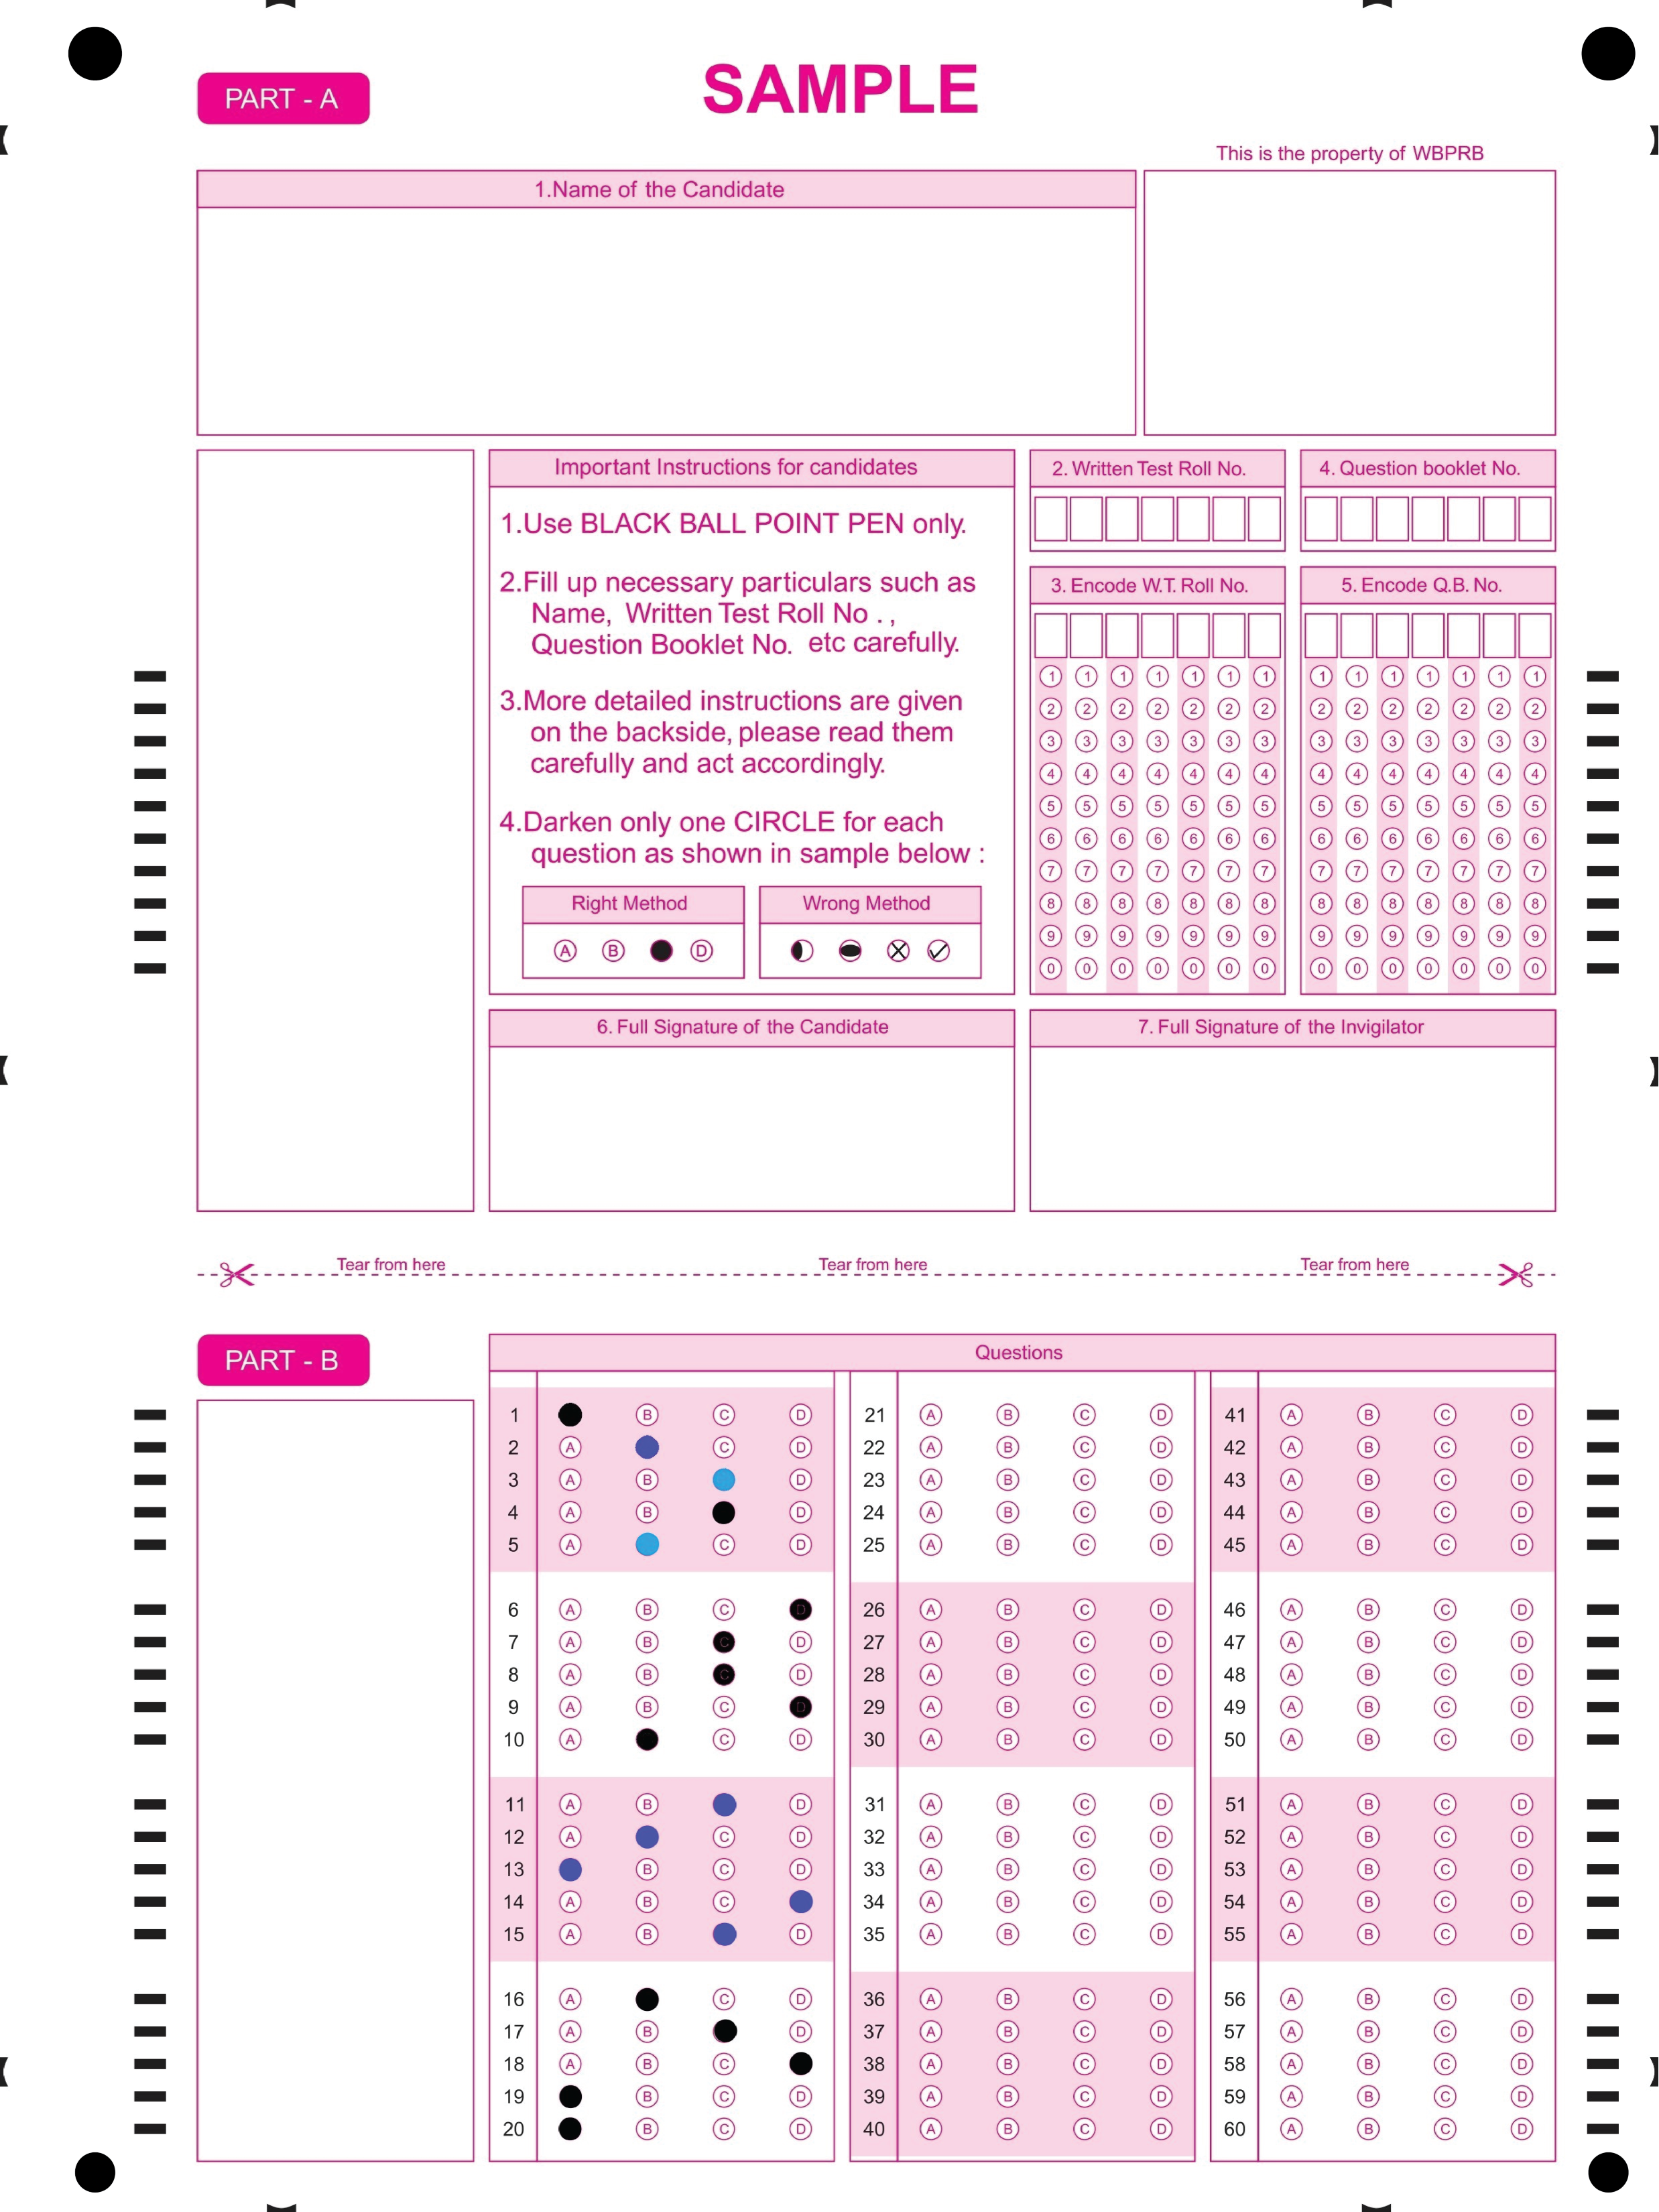 PART - A
SAMPLE
This is the property of WBPRB
1.Name of the Candidate
Important Instructions for candidates
1.Use BLACK BALL POINT PEN only.
2.Fill up necessary particulars such as
Name, Written Test Roll No . ,
Question Booklet No. etc carefully.
3.More detailed instructions are given
on the backside, please read them
carefully and act accordingly.
4.Darken only one CIRCLE for each
question as shown in sample below :
Right Method
A B D
Wrong Method
2. Written Test Roll No.
4. Question booklet No.
3. Encode W.T. Roll No.
1 1 1 1 1 1 1
2 2 2 2 2 2 2
3 3 3 3 3 3 3
4 4 4 4 4 4 4
5 5 5 5 5 5 5
6 6 6 6 6 6 6
7 7 7 7 7 7 7
8 8 8 8 8 8 8
9 9 9 9 9 9 9
0 0 0 0 0 0 0
5. Encode Q.B. No.
1 1 1 1 1 1 1
2 2 2 2 2 2 2
3 3 3 3 3 3 3
4 4 4 4 4 4 4
5 5 5 5 5 5 5
6 6 6 6 6 6 6
7 7 7 7 7 7 7
8 8 8 8 8 8 8
9 9 9 9 9 9 9
0 0 0 0 0 0 0
6. Full Signature of the Candidate
7. Full Signature of the Invigilator
Tear from here Tear from here Tear from here
PART - B
Questions
1 B C D
2 A C D
3 A B D
4 A B D
5 A C D
6 A B C D
7 A B C D
8 A B C D
9 A B C D
10 A C D
11 A B D
12 A C D
13 B C D
14 A B C
15 A B D
16 A C D
17 A B D
18 A B C
19 B C D
20 B C D
21 A B C D
22 A B C D
23 A B C D
24 A B C D
25 A B C D
26 A B C D
27 A B C D
28 A B C D
29 A B C D
30 A B C D
31 A B C D
32 A B C D
33 A B C D
34 A B C D
35 A B C D
36 A B C D
37 A B C D
38 A B C D
39 A B C D
40 A B C D
41 A B C D
42 A B C D
43 A B C D
44 A B C D
45 A B C D
46 A B C D
47 A B C D
48 A B C D
49 A B C D
50 A B C D
51 A B C D
52 A B C D
53 A B C D
54 A B C D
55 A B C D
56 A B C D
57 A B C D
58 A B C D
59 A B C D
60 A B C D